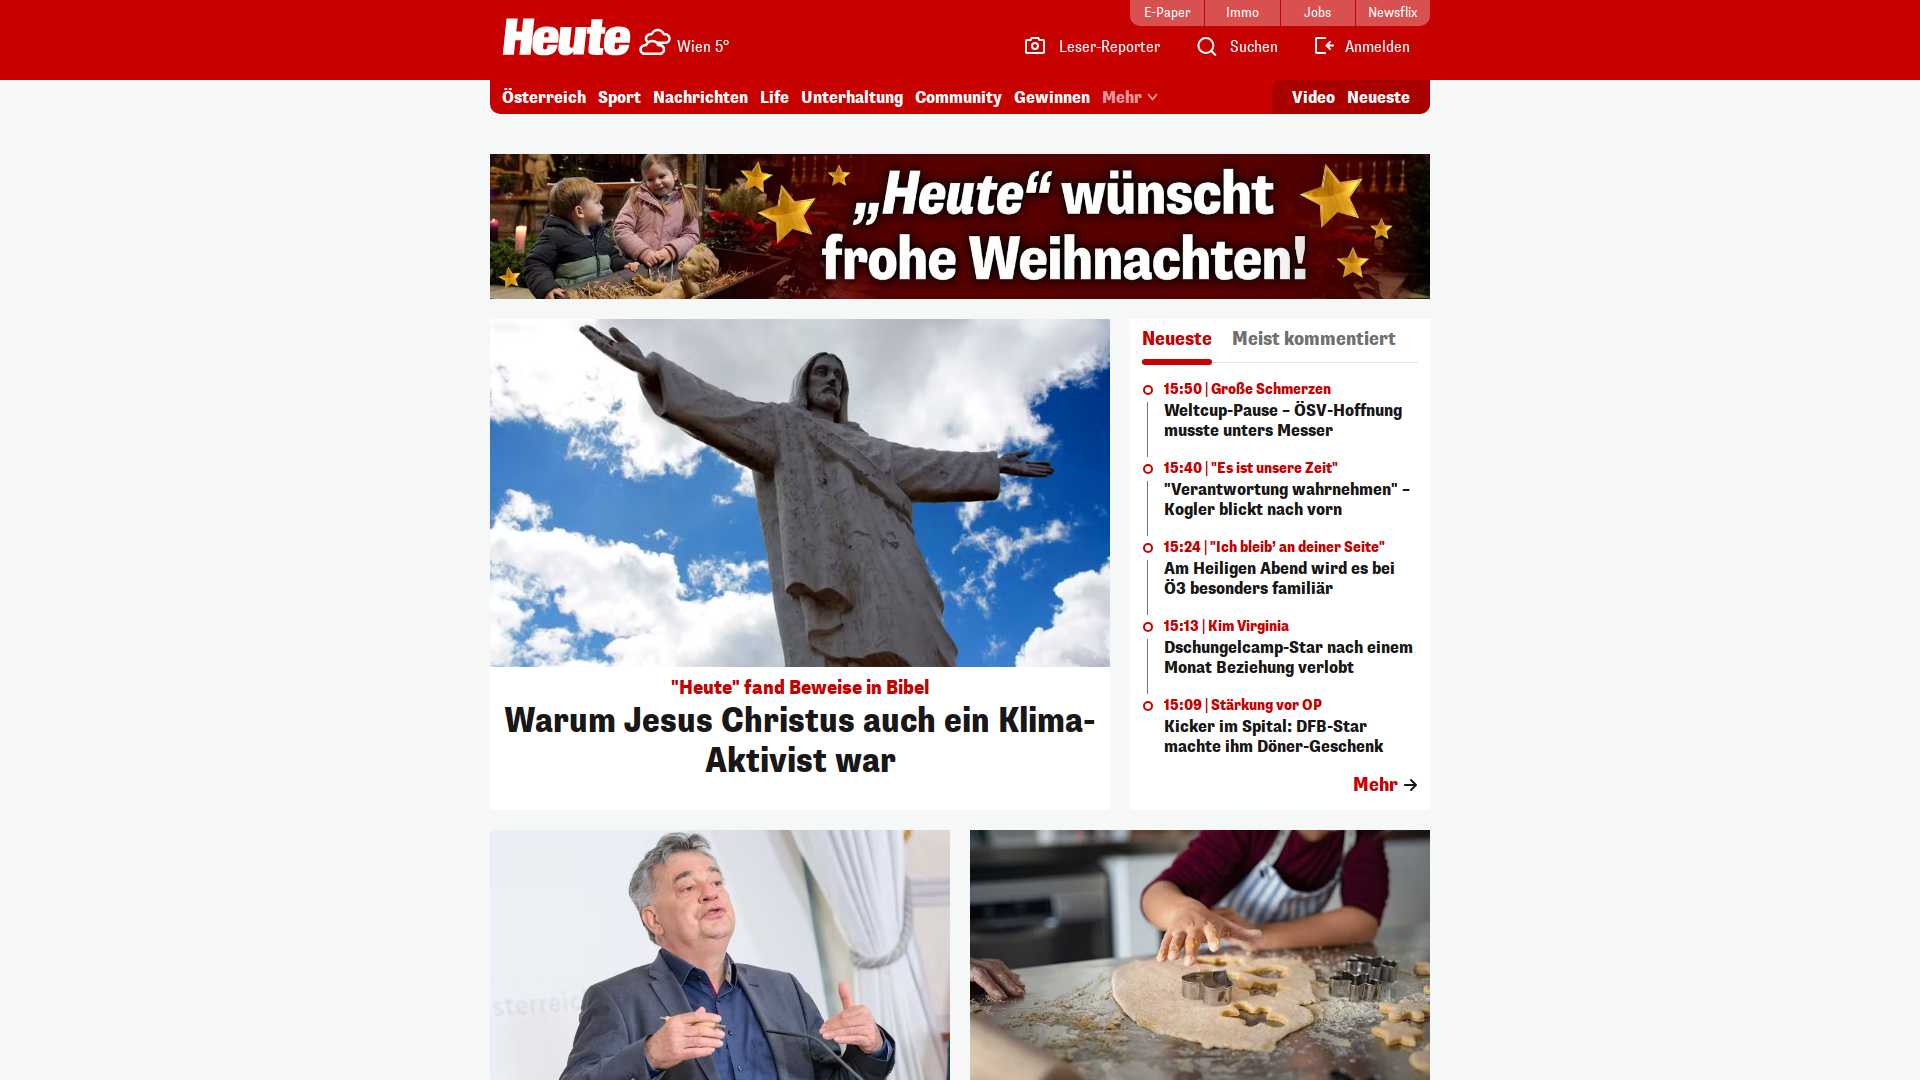 E-Paper
Immo
Jobs
Newsflix
Heute
Wien 5°
Leser-Reporter
Suchen
Anmelden
Österreich Sport Nachrichten Life Unterhaltung Community Gewinnen Mehr
Video Neueste
„Heute“ wünscht
frohe Weihnachten!
"Heute" fand Beweise in Bibel
Warum Jesus Christus auch ein Klima-
Aktivist war
Neueste Meist kommentiert
15:50 | Große Schmerzen
Weltcup-Pause – ÖSV-Hoffnung
musste unters Messer
15:40 | "Es ist unsere Zeit"
"Verantwortung wahrnehmen" –
Kogler blickt nach vorn
15:24 | "Ich bleib’ an deiner Seite"
Am Heiligen Abend wird es bei
Ö3 besonders familiär
15:13 | Kim Virginia
Dschungelcamp-Star nach einem
Monat Beziehung verlobt
15:09 | Stärkung vor OP
Kicker im Spital: DFB-Star
machte ihm Döner-Geschenk
Mehr
sterreic